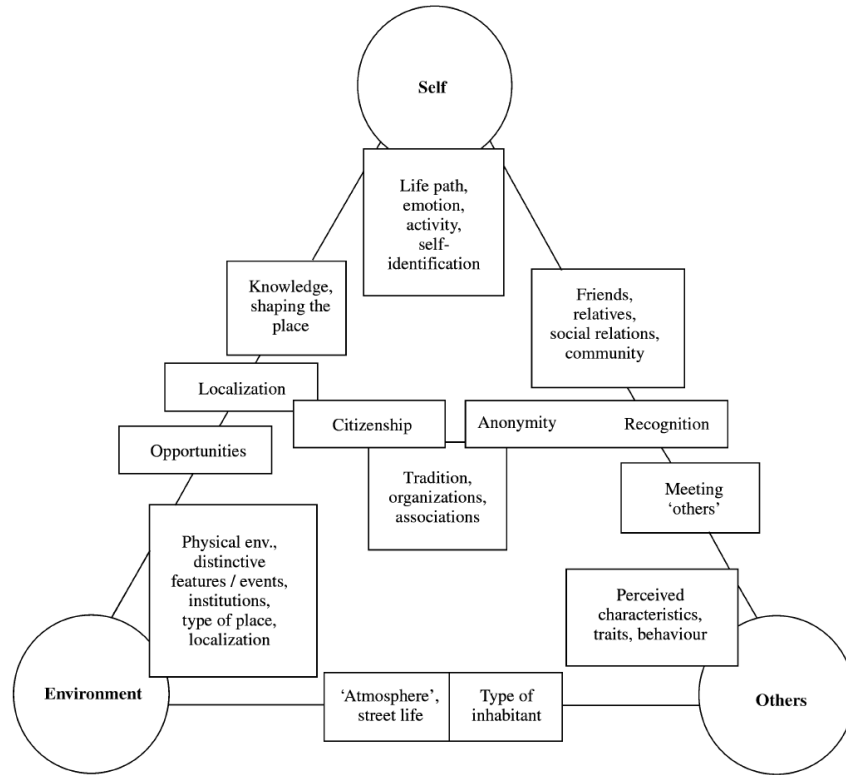 Self
Life path,
emotion,
activity,
self-
identification
Knowledge,
shaping the
place
Friends,
relatives,
social relations,
community
Localization
Citizenship
Anonymity Recognition
Opportunities
Tradition,
organizations,
associations
Meeting
‘others’
Physical env.,
distinctive
features / events,
institutions,
type of place,
localization
Perceived
characteristics,
traits, behaviour
Environment
‘Atmosphere’,
street life
Type of
inhabitant
Others